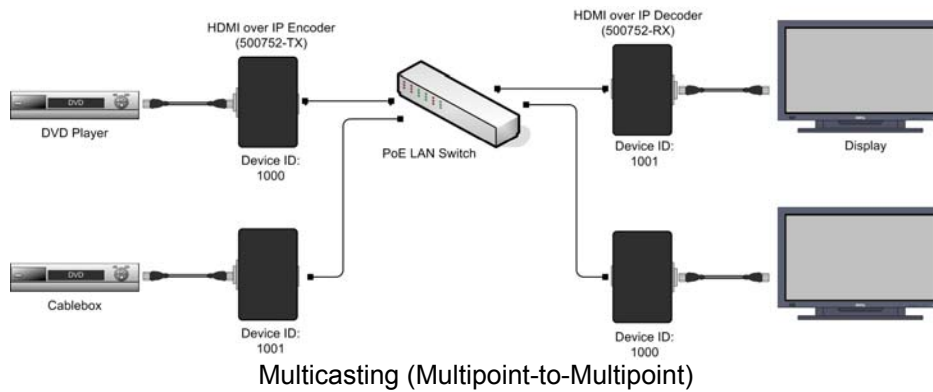 HDMI over IP Encoder
(500752-TX)
HDMI over IP Decoder
(500752-RX)
DVD
DVD Player
Device ID:
1000
PoE LAN Switch
Device ID:
1001
Display
DVD
Cablebox
Device ID:
1001
Device ID:
1000
Multicasting (Multipoint-to-Multipoint)